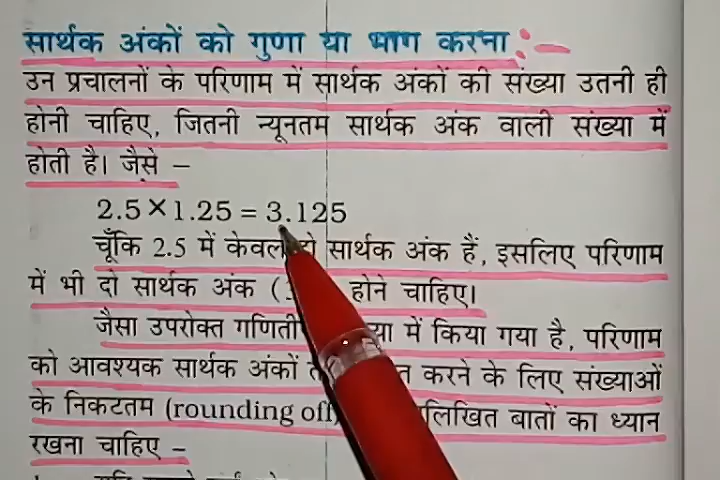 सार्थक अंकों को गुणा या भाग करना :-
उन प्रचालनों के परिणाम में सार्थक अंकों की संख्या उतनी ही
होनी चाहिए, जितनी न्यूनतम सार्थक अंक वाली संख्या में
होती है। जैसे –
2.5×1.25 = 3.125
चूँकि 2.5 में केवल सार्थक अंक हैं, इसलिए परिणाम
में भी दो सार्थक अंक ( होने चाहिए।
जैसा उपरोक्त में किया गया है, परिणाम
को आवश्यक सार्थक अंकों करने के लिए संख्याओं
के निकटतम (rounding off) बातों का ध्यान
रखना चाहिए –